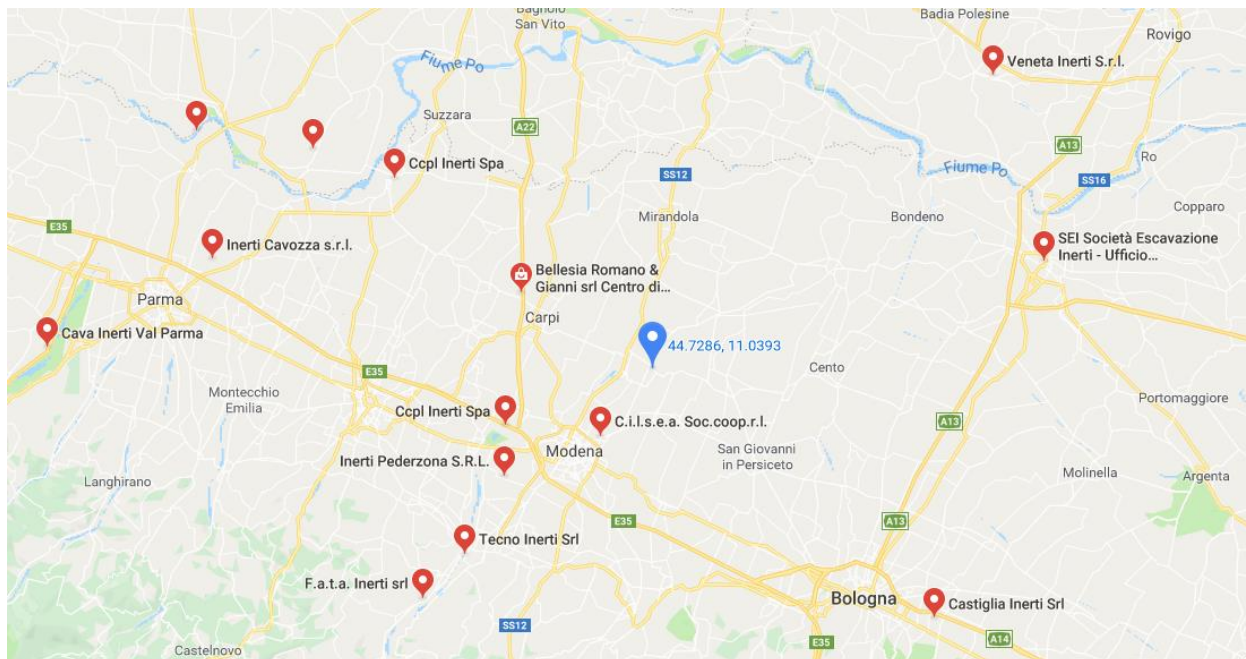 Bagnolo
San Vito
Badia Polesine
Rovigo
Fiume Po
Veneta Inerti S.r.l.
Suzzara
A22
A13
Ccpl Inerti Spa
Ro
Fiume Po
SS12
SS16
Mirandola
Bondeno
Copparo
E35
Inerti Cavozza s.r.l.
SEI Società Escavazione
Inerti - Ufficio...
Bellesia Romano &
Gianni srl Centro di...
Parma
Carpi
Cava Inerti Val Parma
44.7286, 11.0393
E35
Cento
Montecchio
Emilia
Portomaggiore
Ccpl Inerti Spa
C.i.l.s.e.a. Soc.coop.r.l.
A13
Modena
San Giovanni
in Persiceto
Inerti Pederzona S.R.L.
Molinella
Argenta
Langhirano
E35
A13
Tecno Inerti Srl
F.a.t.a. Inerti srl
Bologna
Castiglia Inerti Srl
SS12
E35
A14
Castelnovo